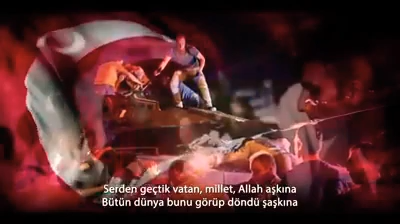 Serden geçtik vatan, millet, Allah aşkına
Bütün dünya bunu görüp döndü şaşkına